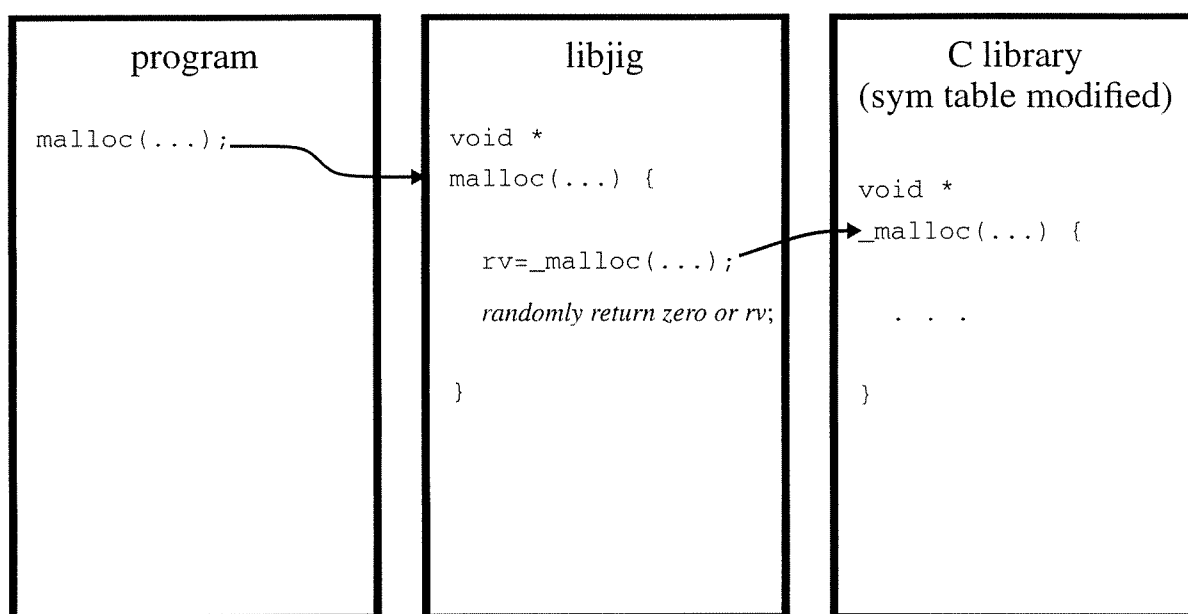 program
malloc(...);
libjig
void *
malloc(...) {
rv=_malloc(...);
randomly return zero or rv;
}
C library
(sym table modified)
void *
_malloc(...) {
. . .
}